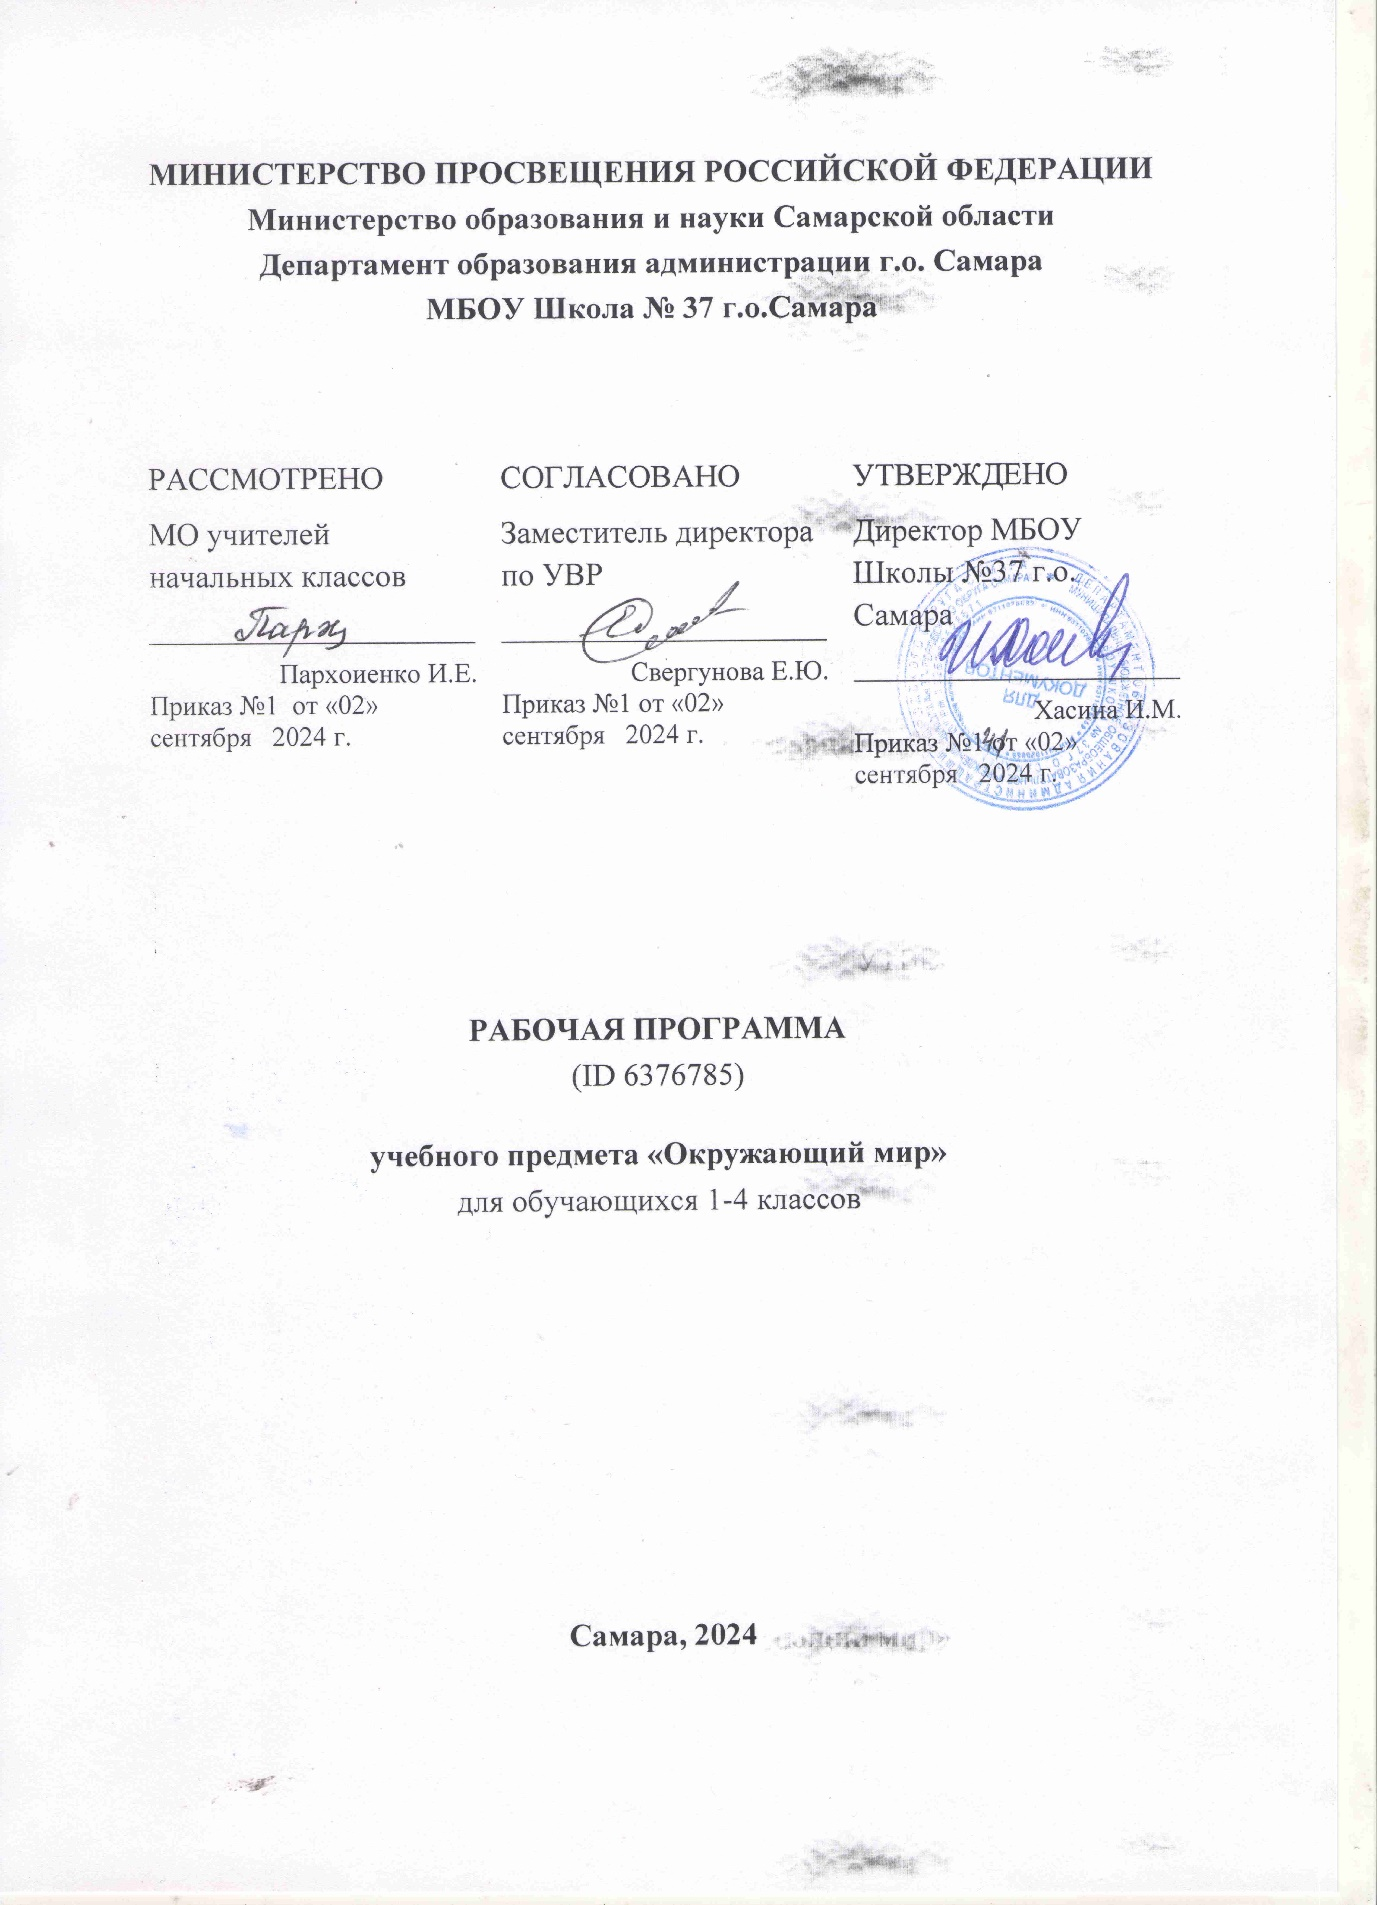 МИНИСТЕРСТВО ПРОСВЕЩЕНИЯ РОССИЙСКОЙ ФЕДЕРАЦИИ
Министерство образования и науки Самарской области
Департамент образования администрации г.о. Самара
МБОУ Школа № 37 г.о.Самара
РАССМОТРЕНО
МО учителей
начальных классов
Парх
Пархоиенко И.Е.
Приказ №1 от «02»
сентября 2024 г.
СОГЛАСОВАНО
Заместитель директора
по УВР
Свергунова Е.Ю.
Приказ №1 от «02»
сентября 2024 г.
УТВЕРЖДЕНО
Директор МБОУ
Школы №37 г.о.
Самара
ДЛЯ
ДОКУМЕНТОВ
Хасина И.М.
Приказ №1 от «02»
сентября 2024 г.
РАБОЧАЯ ПРОГРАММА
(ID 6376785)
учебного предмета «Окружающий мир»
для обучающихся 1-4 классов
Самара, 2024